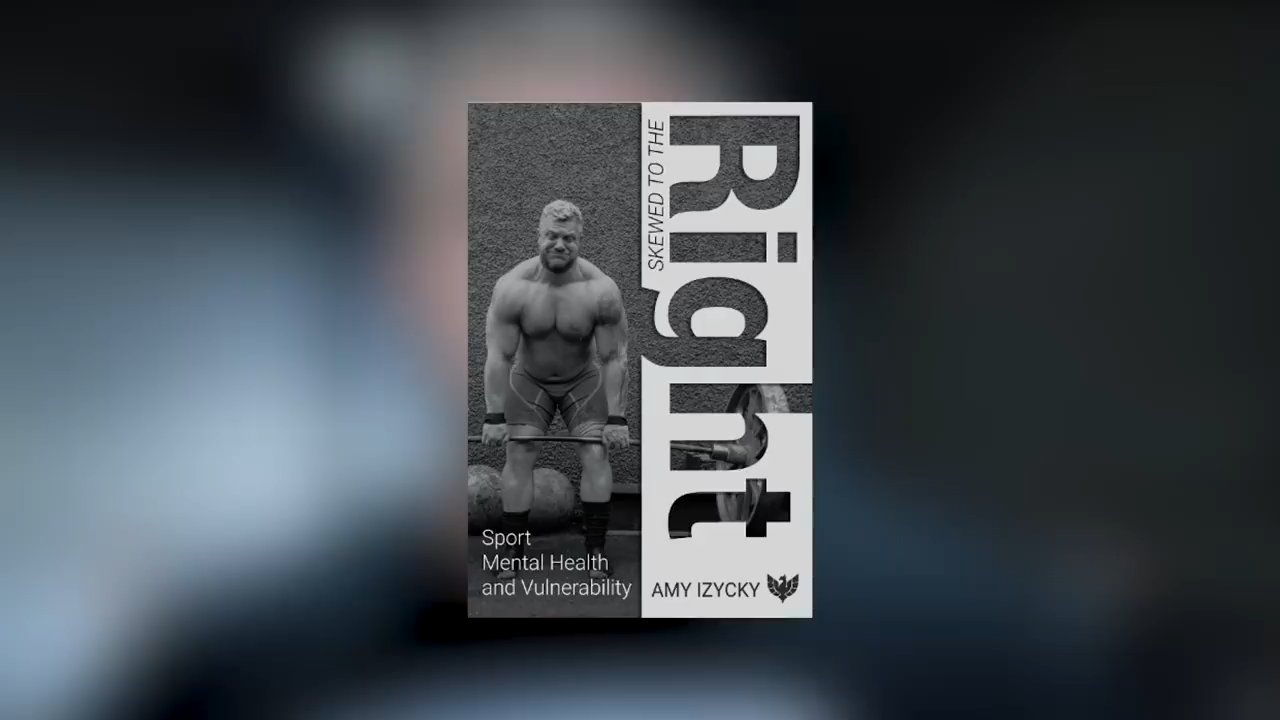 SKEWED TO THE
Right
Sport
Mental Health
and Vulnerability
AMY IZYCKY